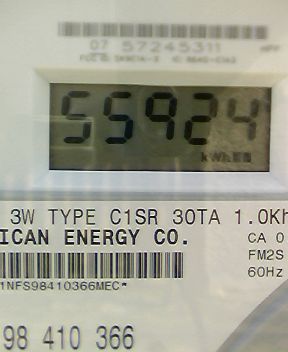 07 57245311
55924
kWh
3W TYPE C1SR 30TA 1.0Kh
ICAN ENERGY CO.
CA 0
FM2S
60Hz
1NFS98410366MEC*
98 410 366